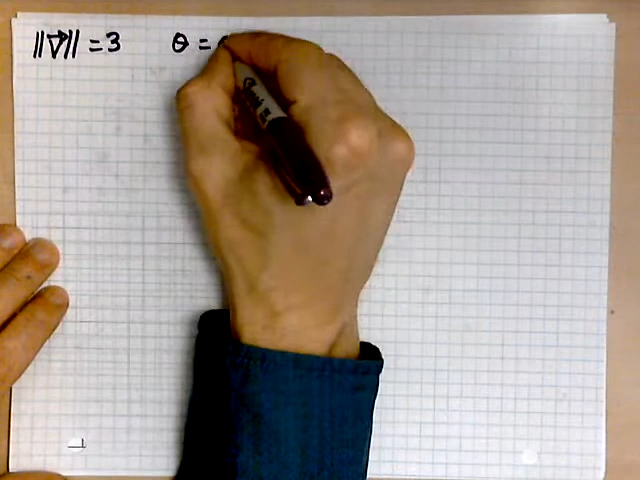 ||v⃗|| = 3 θ =